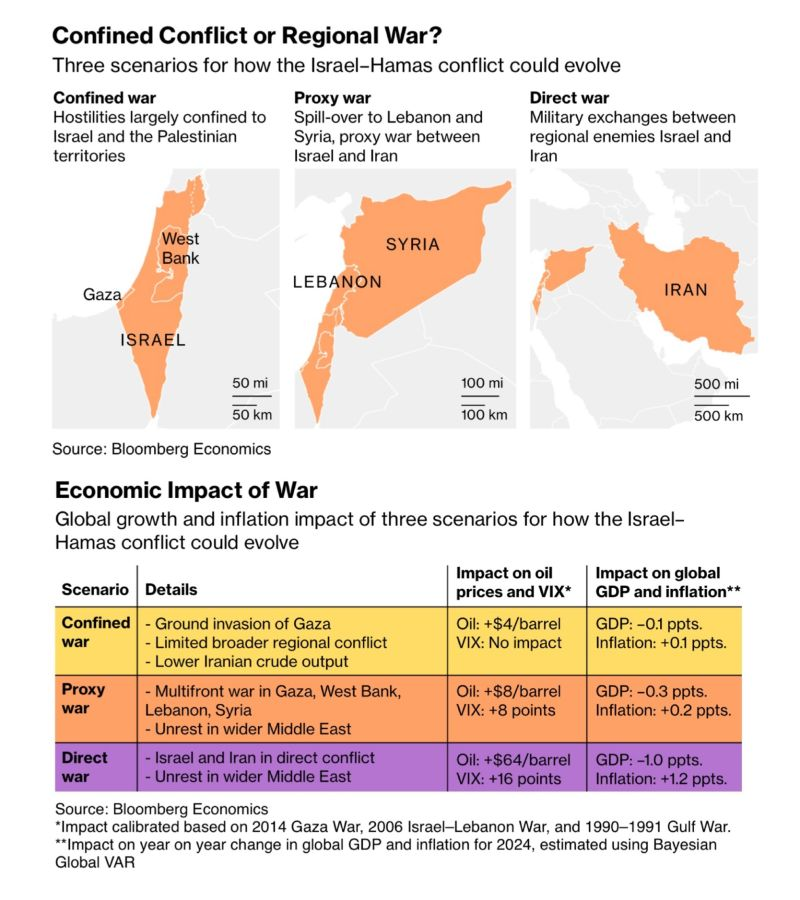 Confined Conflict or Regional War?
Three scenarios for how the Israel–Hamas conflict could evolve
Confined war
Hostilities largely confined to
Israel and the Palestinian
territories
West
Bank
Gaza
ISRAEL
50 mi
50 km
Proxy war
Spill-over to Lebanon and
Syria, proxy war between
Israel and Iran
SYRIA
LEBANON
100 mi
100 km
Direct war
Military exchanges between
regional enemies Israel and
Iran
IRAN
500 mi
500 km
Source: Bloomberg Economics
Economic Impact of War
Global growth and inflation impact of three scenarios for how the Israel–
Hamas conflict could evolve
Scenario
Details
Impact on oil
prices and VIX*
Impact on global
GDP and inflation**
Confined
war
- Ground invasion of Gaza
- Limited broader regional conflict
- Lower Iranian crude output
Oil: +$4/barrel
VIX: No impact
GDP: –0.1 ppts.
Inflation: +0.1 ppts.
Proxy
war
- Multifront war in Gaza, West Bank,
Lebanon, Syria
- Unrest in wider Middle East
Oil: +$8/barrel
VIX: +8 points
GDP: –0.3 ppts.
Inflation: +0.2 ppts.
Direct
war
- Israel and Iran in direct conflict
- Unrest in wider Middle East
Oil: +$64/barrel
VIX: +16 points
GDP: –1.0 ppts.
Inflation: +1.2 ppts.
Source: Bloomberg Economics
*Impact calibrated based on 2014 Gaza War, 2006 Israel–Lebanon War, and 1990–1991 Gulf War.
**Impact on year on year change in global GDP and inflation for 2024, estimated using Bayesian
Global VAR